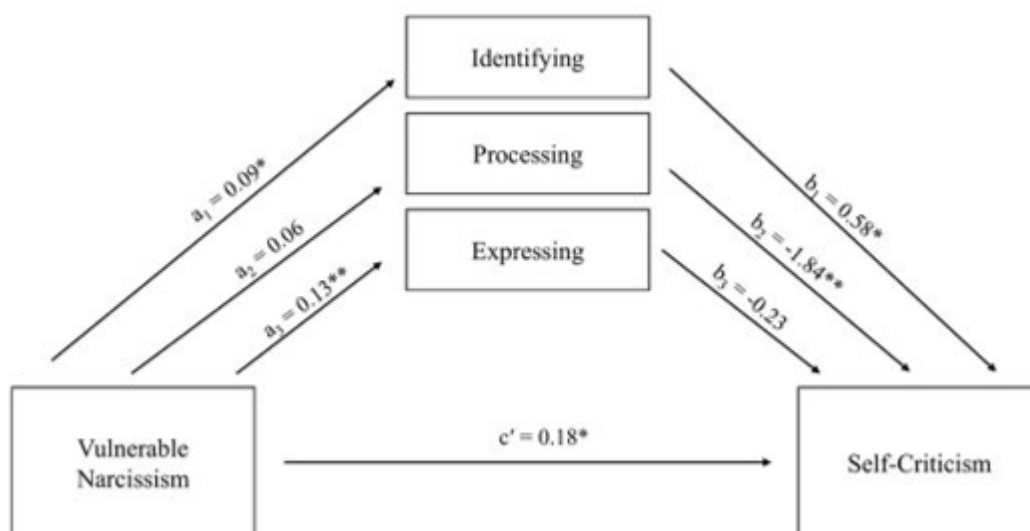 Identifying
Processing
Expressing
a₁ = 0.09*
a₂ = 0.06
a₃ = 0.13**
b₁ = 0.58*
b₂ = -1.84**
b₃ = -0.23
Vulnerable
Narcissism
c′ = 0.18*
Self-Criticism